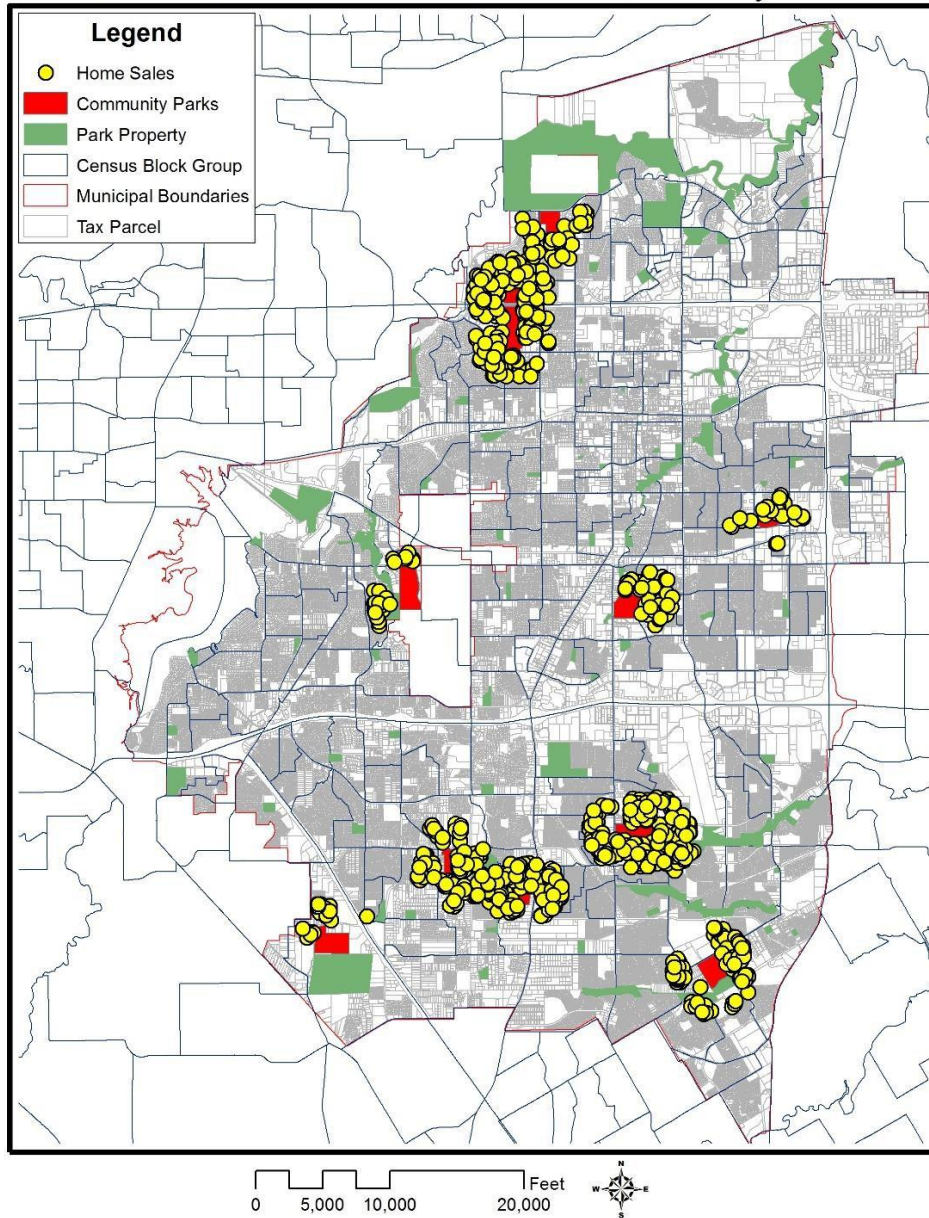 Legend
Home Sales
Community Parks
Park Property
Census Block Group
Municipal Boundaries
Tax Parcel
Feet
0 5,000 10,000 20,000
N
W E
S